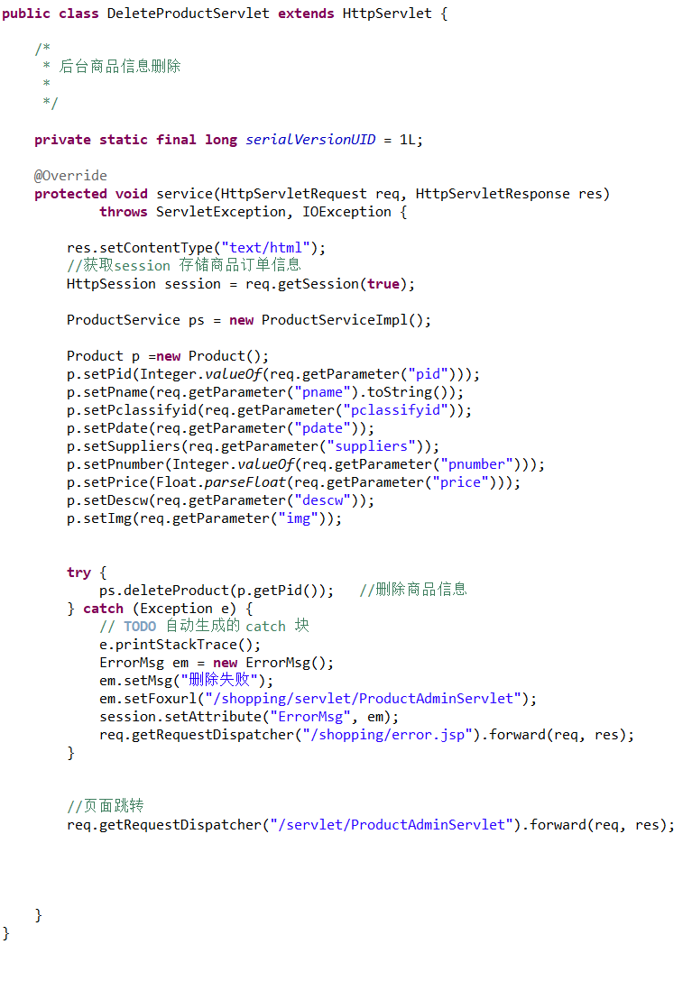 public class DeleteProductServlet extends HttpServlet {
/*
* 后台商品信息删除
*
*/
private static final long serialVersionUID = 1L;
@Override
protected void service(HttpServletRequest req, HttpServletResponse res)
throws ServletException, IOException {
res.setContentType("text/html");
//获取session 存储商品订单信息
HttpSession session = req.getSession(true);
ProductService ps = new ProductServiceImpl();
Product p =new Product();
p.setPid(Integer.valueOf(req.getParameter("pid")));
p.setPname(req.getParameter("pname").toString());
p.setPclassifyid(req.getParameter("pclassifyid"));
p.setPdate(req.getParameter("pdate"));
p.setSuppliers(req.getParameter("suppliers"));
p.setPnumber(Integer.valueOf(req.getParameter("pnumber")));
p.setPrice(Float.parseFloat(req.getParameter("price")));
p.setDescw(req.getParameter("descw"));
p.setImg(req.getParameter("img"));
try {
ps.deleteProduct(p.getPid());   //删除商品信息
} catch (Exception e) {
// TODO 自动生成的 catch 块
e.printStackTrace();
ErrorMsg em = new ErrorMsg();
em.setMsg("删除失败");
em.setFoxurl("/shopping/servlet/ProductAdminServlet");
session.setAttribute("ErrorMsg", em);
req.getRequestDispatcher("/shopping/error.jsp").forward(req, res);
}
//页面跳转
req.getRequestDispatcher("/servlet/ProductAdminServlet").forward(req, res);
}
}